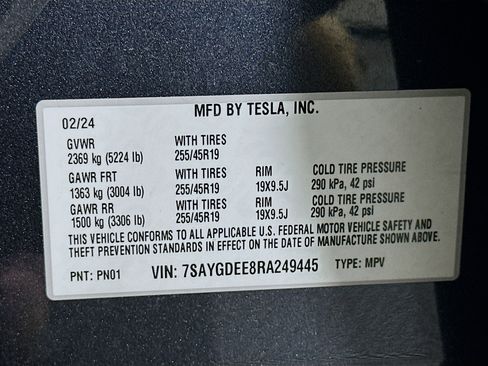 MFD BY TESLA, INC.
02/24
GVWR WITH TIRES
2369 kg (5224 lb) 255/45R19
GAWR FRT WITH TIRES RIM COLD TIRE PRESSURE
1363 kg (3004 lb) 255/45R19 19X9.5J 290 kPa, 42 psi
GAWR RR WITH TIRES RIM COLD TIRE PRESSURE
1500 kg (3306 lb) 255/45R19 19X9.5J 290 kPa, 42 psi
THIS VEHICLE CONFORMS TO ALL APPLICABLE U.S. FEDERAL MOTOR VEHICLE SAFETY AND
THEFT PREVENTION STANDARDS IN EFFECT ON THE DATE OF MANUFACTURE SHOWN ABOVE.
PNT: PN01 VIN: 7SAYGDEE8RA249445 TYPE: MPV